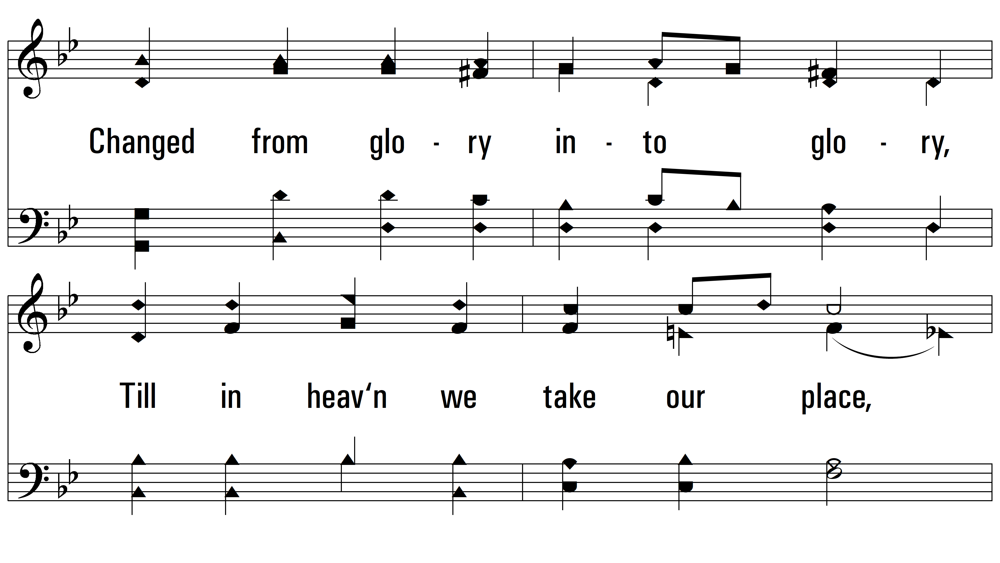 Changed from glo - ry in - to glo - ry,
Till in heav‘n we take our place,